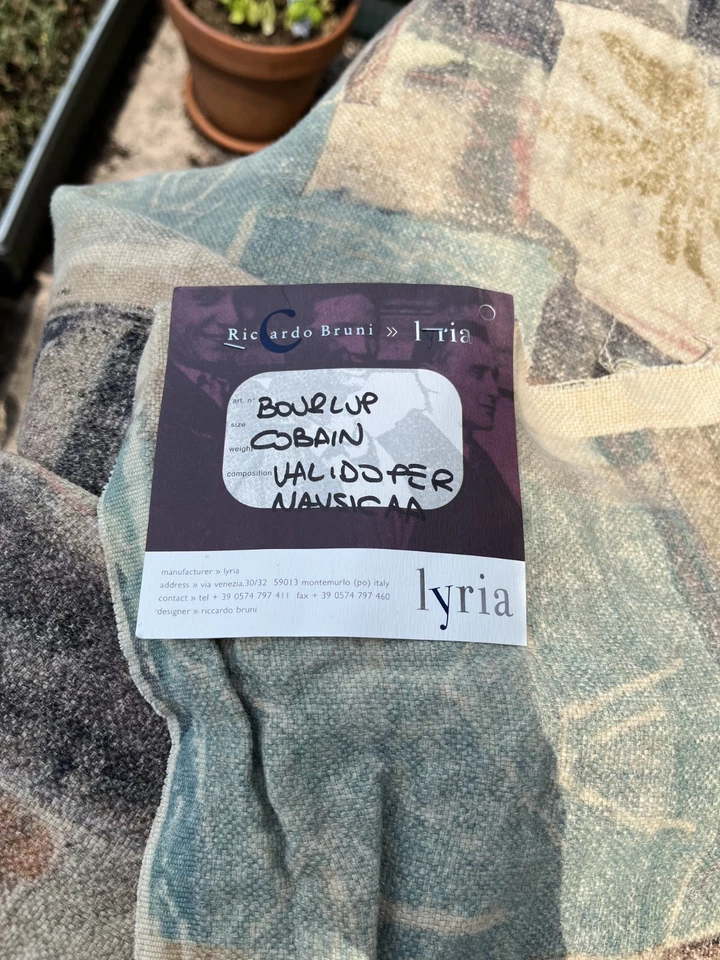 Riccardo Bruni » lyria
art. n° BOURLUP
size
weight COBAIN
composition VALIDO PER
NAUSICAA
manufacturer » lyria
address » via venezia,30/32 59013 montemurlo (po) italy
contact » tel + 39 0574 797 411 fax + 39 0574 797 460
designer » riccardo bruni
lyria